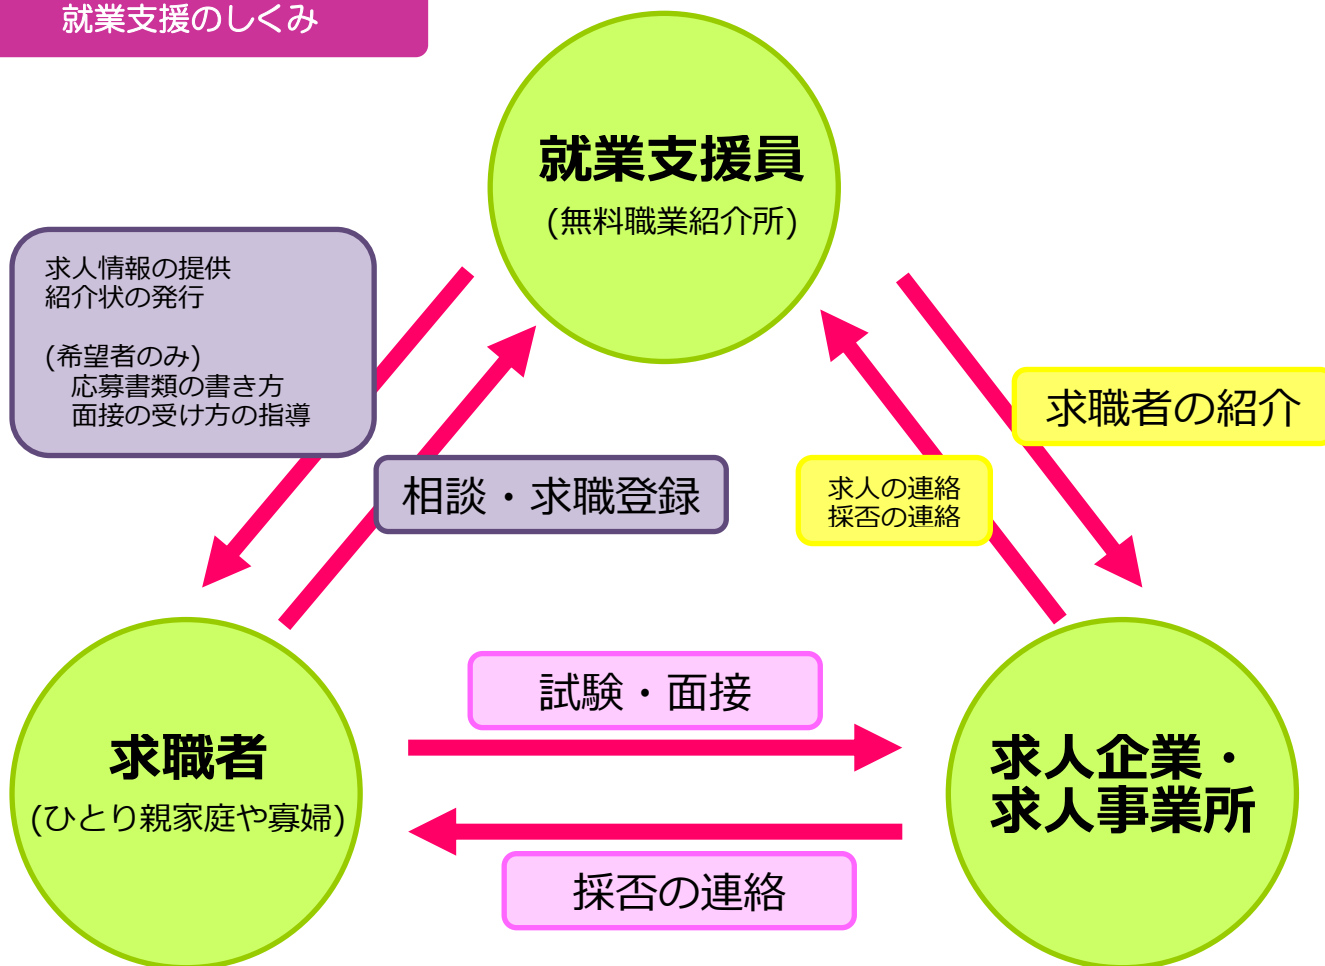 就業支援のしくみ
就業支援員
(無料職業紹介所)
求人情報の提供
紹介状の発行
(希望者のみ)
応募書類の書き方
面接の受け方の指導
求職者の紹介
相談・求職登録
求人の連絡
採否の連絡
試験・面接
求職者
(ひとり親家庭や寡婦)
求人企業・
求人事業所
採否の連絡